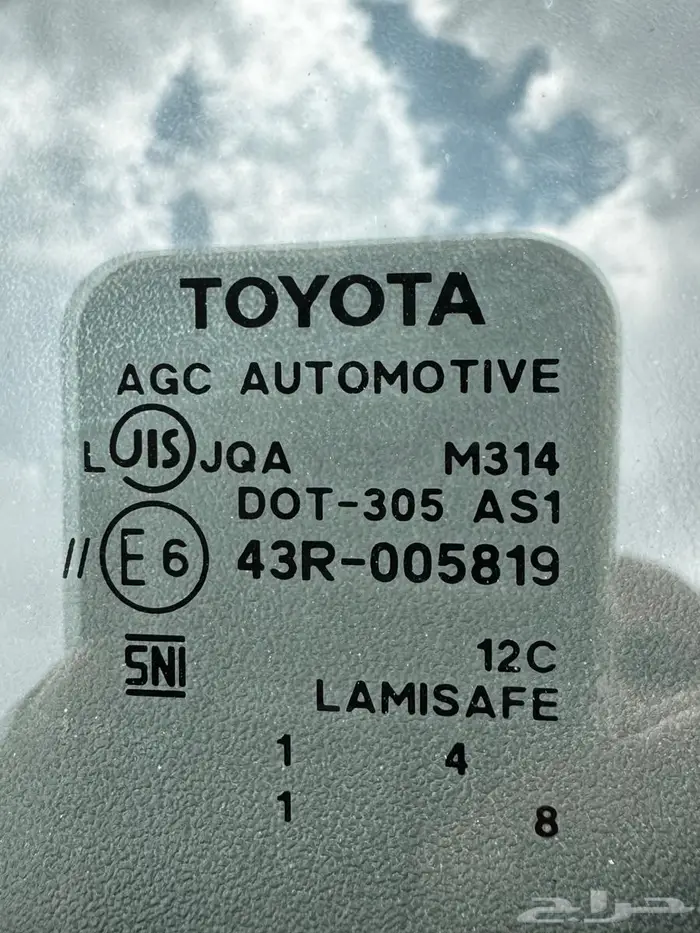 TOYOTA
AGC AUTOMOTIVE
L JIS JQA M314
DOT-305 AS1
// E6 43R-005819
SNI 12C
LAMISAFE
1 4
1 8
حراج